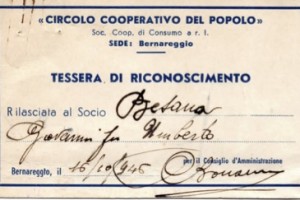 «CIRCOLO COOPERATIVO DEL POPOLO»
Soc. Coop. di Consumo a r. l.
SEDE: Bernareggio
TESSERA DI RICONOSCIMENTO
Rilasciata al Socio Besana
Giovanni fu Umberto
per il Consiglio d'Amministrazione
Bernareggio, il 16/10/1946